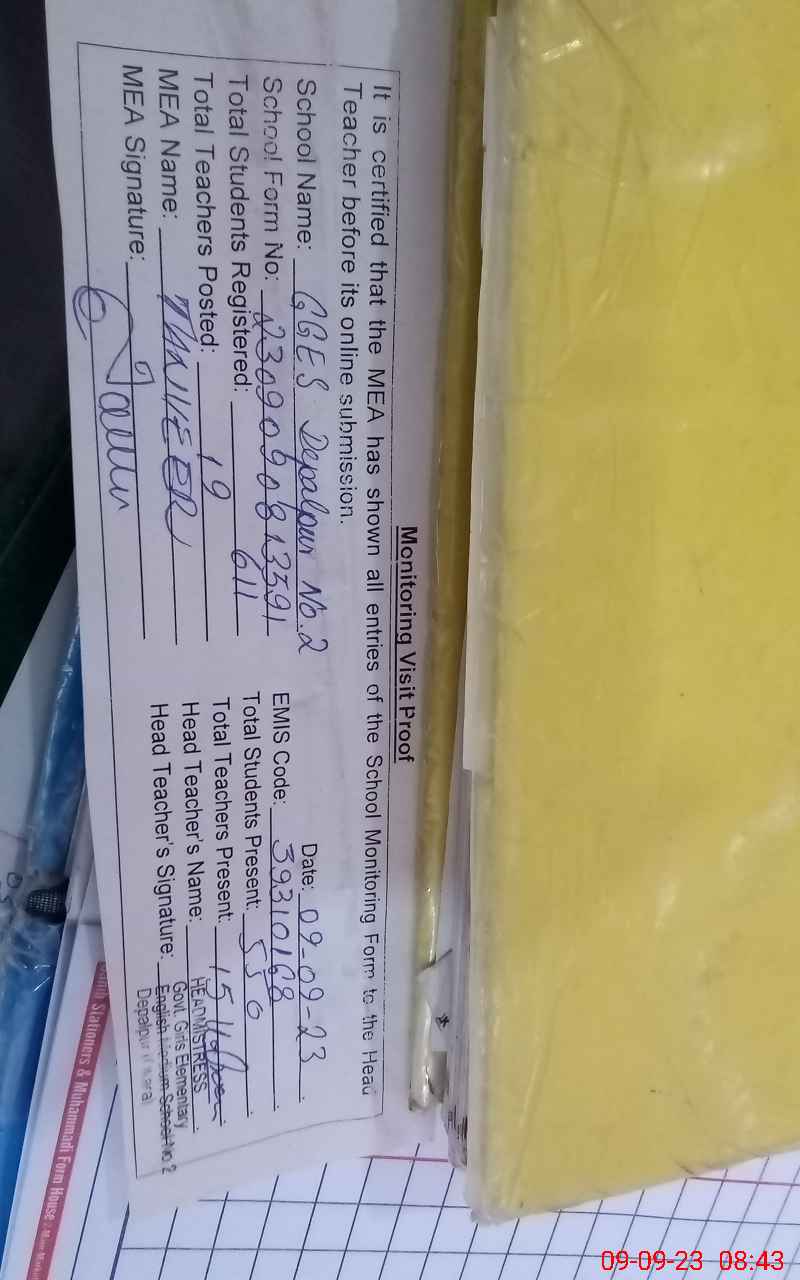 Monitoring Visit Proof
It is certified that the MEA has shown all entries of the School Monitoring Form to the Head
Teacher before its online submission.
Date: 09-09-23
School Name: GGES Depalpur No.2
EMIS Code: 39310168
School Form No: 2309090813391
Total Students Present: 550
Total Students Registered: 611
Total Teachers Present: 15
Total Teachers Posted: 19
Head Teacher's Name:
MEA Name: TANVEER
Head Teacher's Signature:
MEA Signature:
HEADMISTRESS
Govt. Girls Elementary
English Medium School No 2
Depalpur
Stationers & Muhammadi Form House
09-09-23 08:43